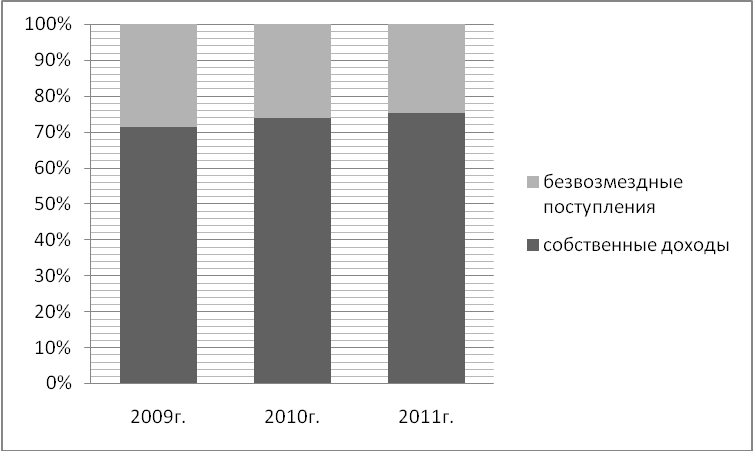 100%
90%
80%
70%
60%
50%
40%
30%
20%
10%
0%
2009г.
2010г.
2011г.
безвозмездные
поступления
собственные доходы